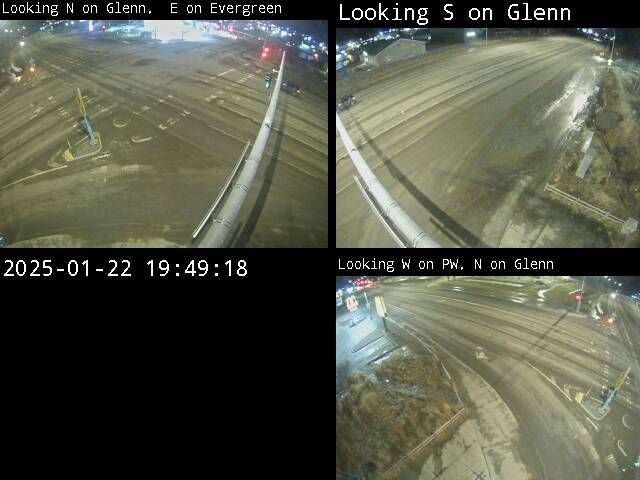 Looking N on Glenn,  E on Evergreen
Looking S on Glenn
2025-01-22 19:49:18
Looking W on PW, N on Glenn